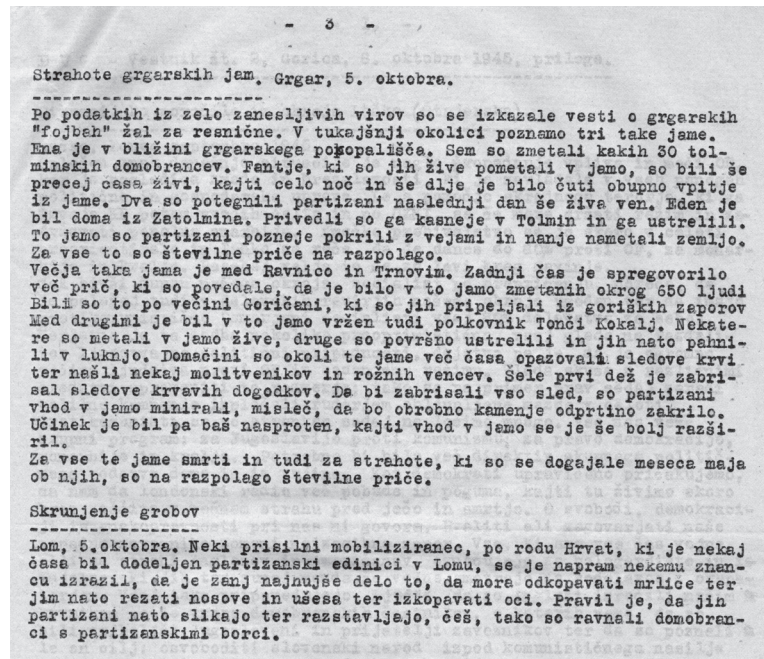 - 3 -
Strahote grgarskih jam. Grgar, 5. oktobra.
Po podatkih iz zelo zanesljivih virov so se izkazale vesti o grgarskih
"fojbah" žal za resnične. V tukajšnji okolici poznamo tri take jame.
Ena je v bližini grgarskega pokopališča. Sem so zmetali kakih 30 tol-
minskih domobrancev. Fantje, ki so jih žive pometali v jamo, so bili še
precej časa živi, kajti celo noč in še dlje je bilo čuti obupno vpitje
iz jame. Dva so potegnili partizani naslednji dan še živa ven. Eden je
bil doma iz Zatolmina. Privedli so ga kasneje v Tolmin in ga ustrelili.
To jamo so partizani pozneje pokrili z vejami in nanje nametali zemljo.
Za vse to so številne priče na razpolago.
Večja taka jama je med Ravnico in Trnovim. Zadnji čas je spregovorilo
več prič, ki so povedale, da je bilo v to jamo zmetanih okrog 650 ljudi
Bili so to po večini Goričani, ki so jih pripeljali iz goriških zaporov
Med drugimi je bil v to jamo vržen tudi polkovnik Tonči Kokalj. Nekate-
re so metali v jamo žive, druge so površno ustrelili in jih nato pahni-
li v luknjo. Domačini so okoli te jame več časa opazovali sledove krvi
ter našli nekaj molitvenikov in rožnih vencev. Šele prvi dež je zabri-
sal sledove krvavih dogodkov. Da bi zabrisali vso sled, so partizani
vhod v jamo minirali, misleč, da bo obrobno kamenje odprtino zakrilo.
Učinek je bil pa baš nasproten, kajti vhod v jamo se je še bolj razši-
ril.
Za vse te jame smrti in tudi za strahote, ki so se dogajale meseca maja
ob njih, so na razpolago številne priče.
Skrunjenje grobov
Lom, 5.oktobra. Neki prisilni mobiliziranec, po rodu Hrvat, ki je nekaj
časa bil dodeljen partizanski edinici v Lomu, se je napram nekemu znan-
cu izrazil, da je zanj najnujše delo to, da mora odkopavati mrlice ter
jim nato rezati nosove in ušesa ter izkopavati oci. Pravil je, da jih
partizani nato slikajo ter razstavljajo, češ, tako so ravnali domobran-
ci s partizanskimi borci.